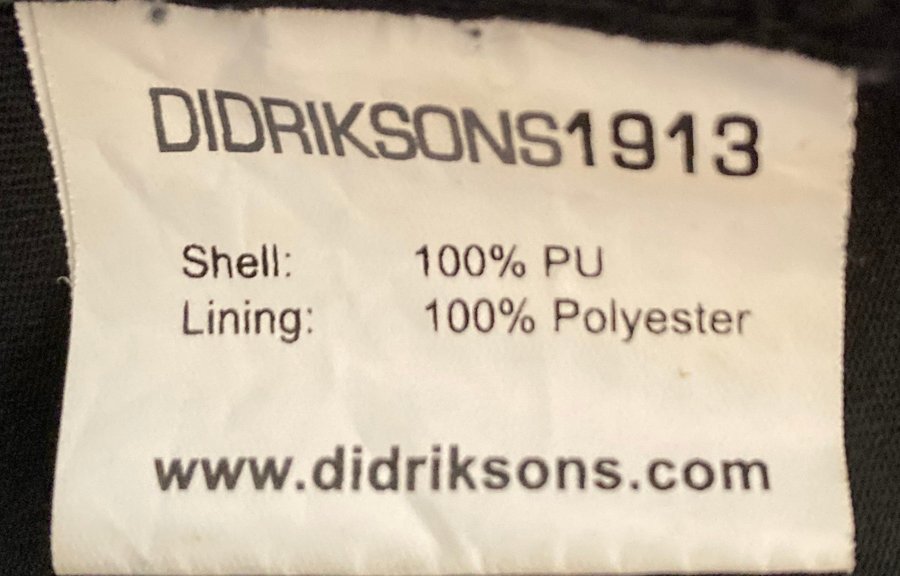 DIDRIKSONS1913
Shell: 100% PU
Lining: 100% Polyester
www.didriksons.com